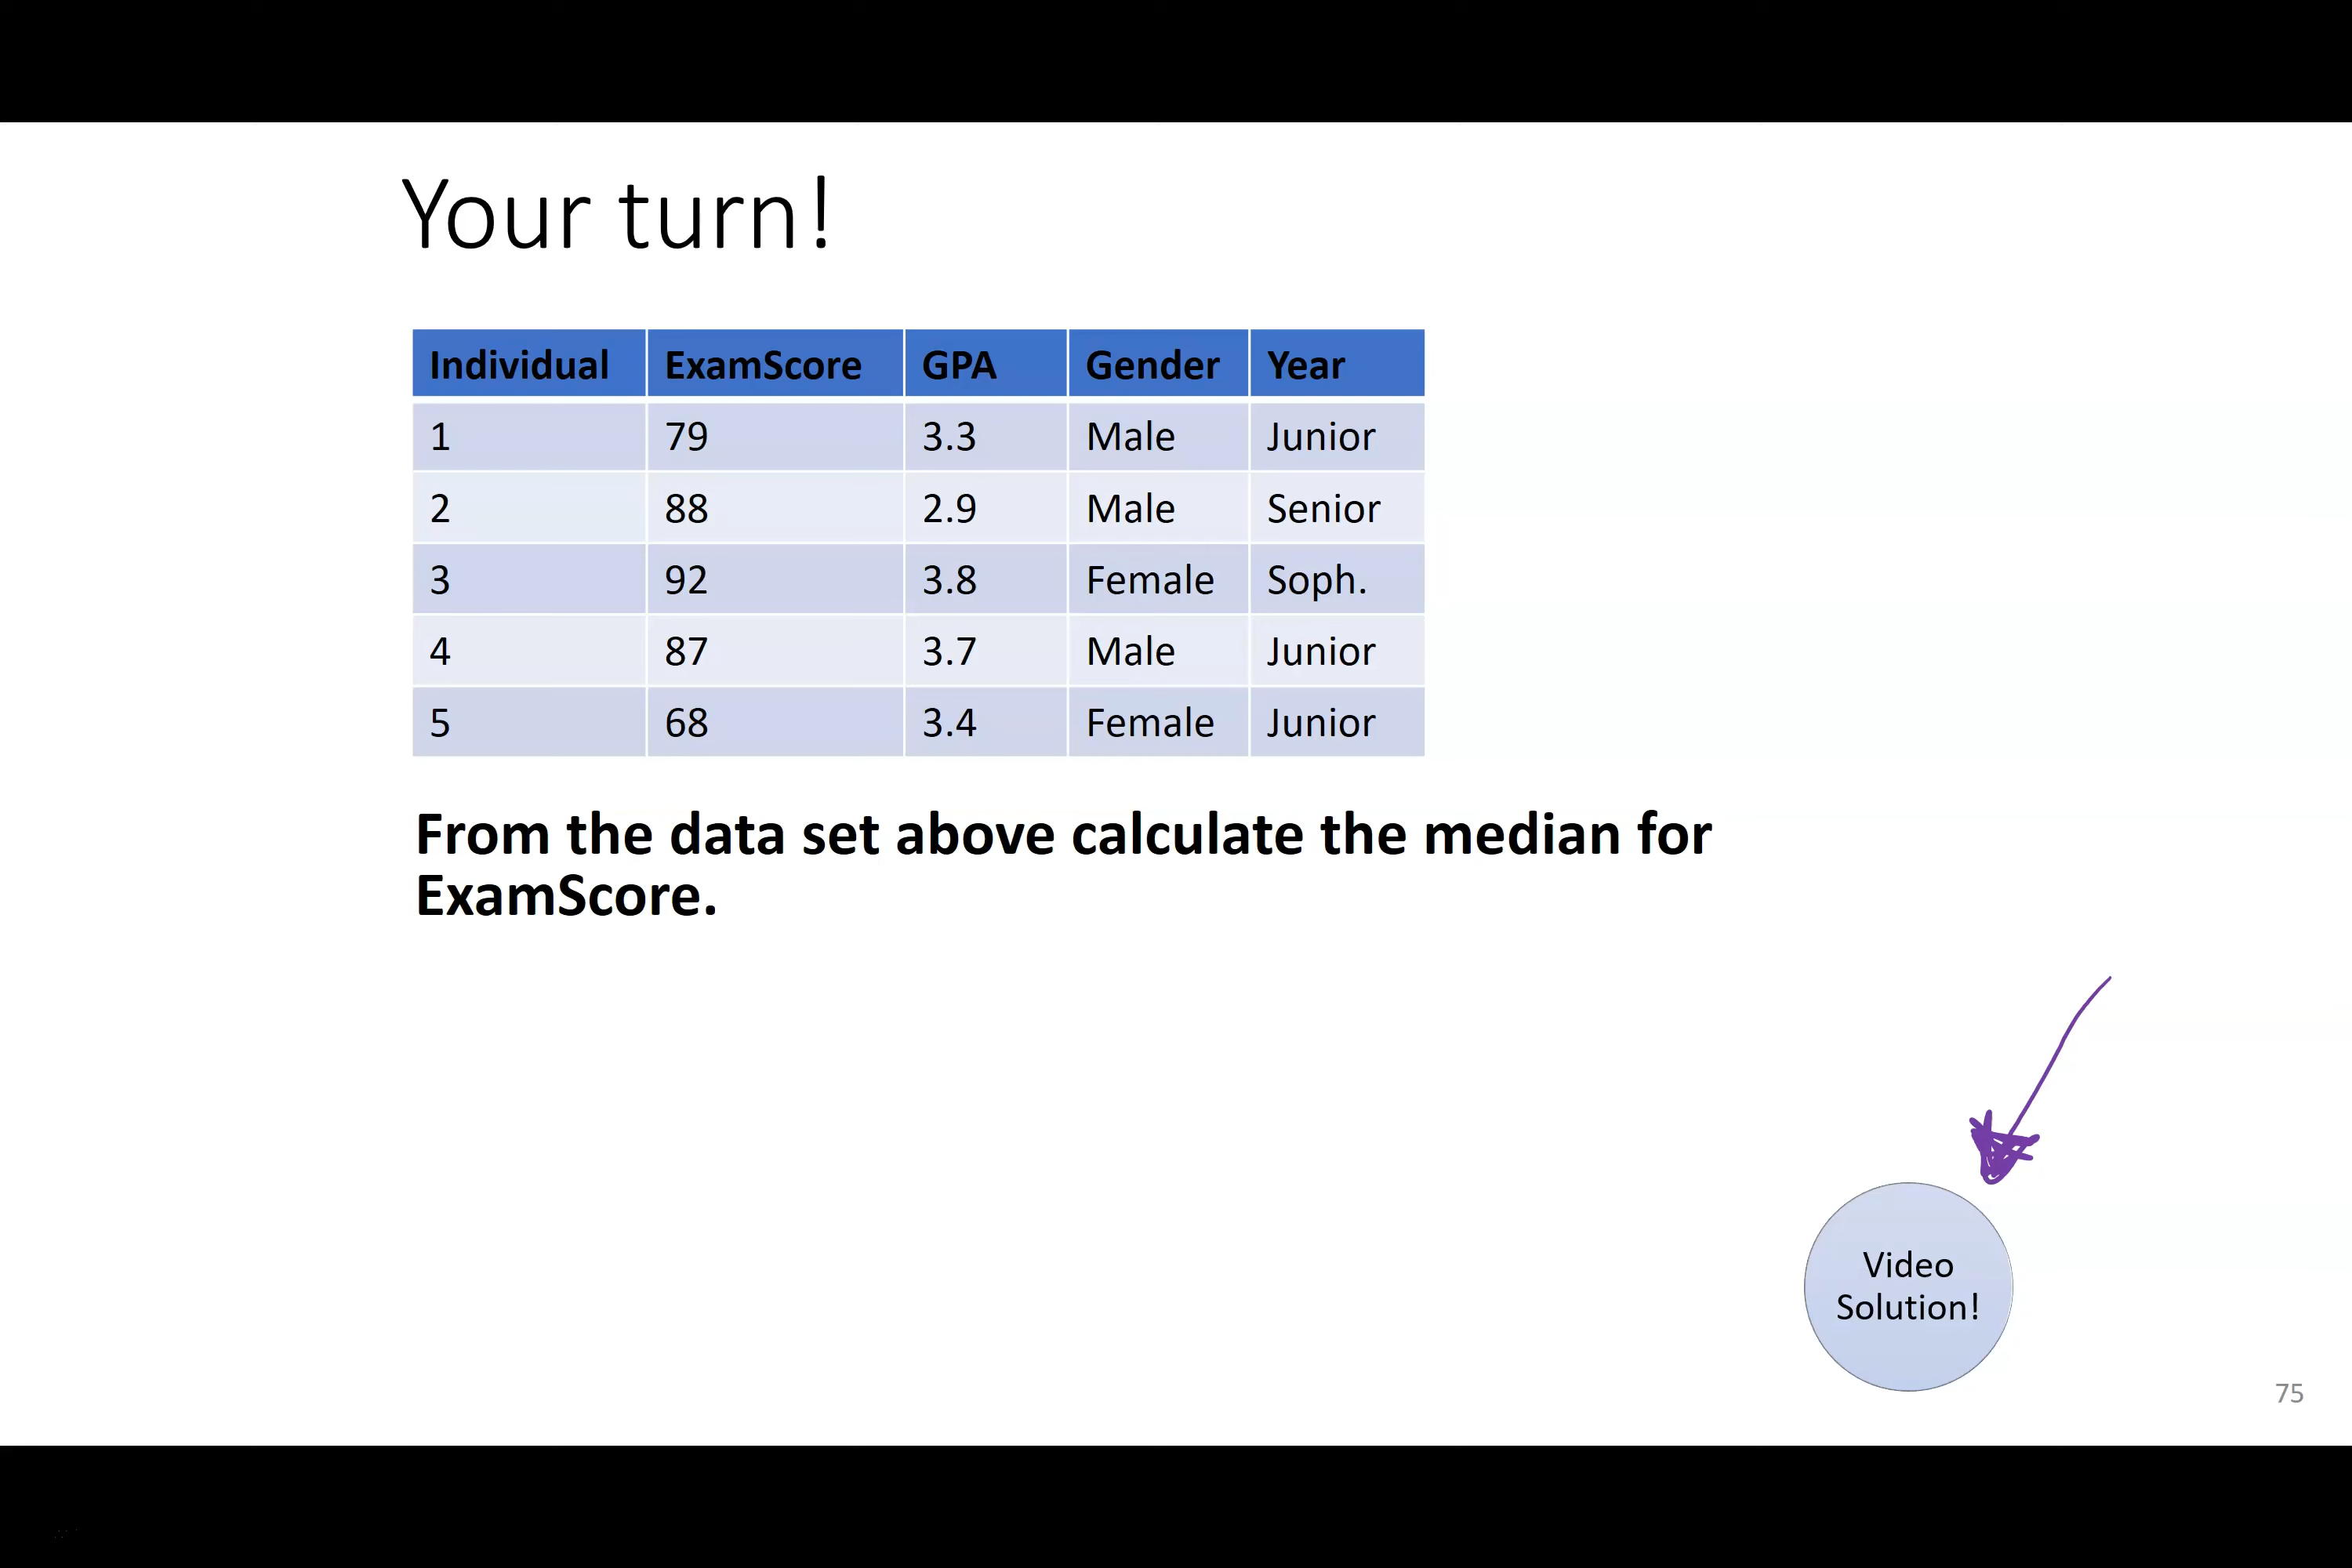 Your turn!
Individual ExamScore GPA Gender Year
1 79 3.3 Male Junior
2 88 2.9 Male Senior
3 92 3.8 Female Soph.
4 87 3.7 Male Junior
5 68 3.4 Female Junior
From the data set above calculate the median for
ExamScore.
Video
Solution!
75